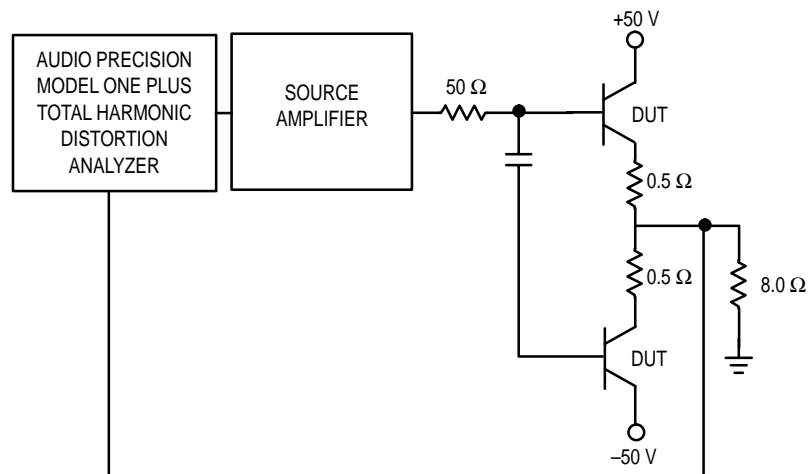 +50 V
AUDIO PRECISION
MODEL ONE PLUS
TOTAL HARMONIC
DISTORTION
ANALYZER
SOURCE
AMPLIFIER
50 Ω
DUT
0.5 Ω
0.5 Ω
8.0 Ω
DUT
–50 V